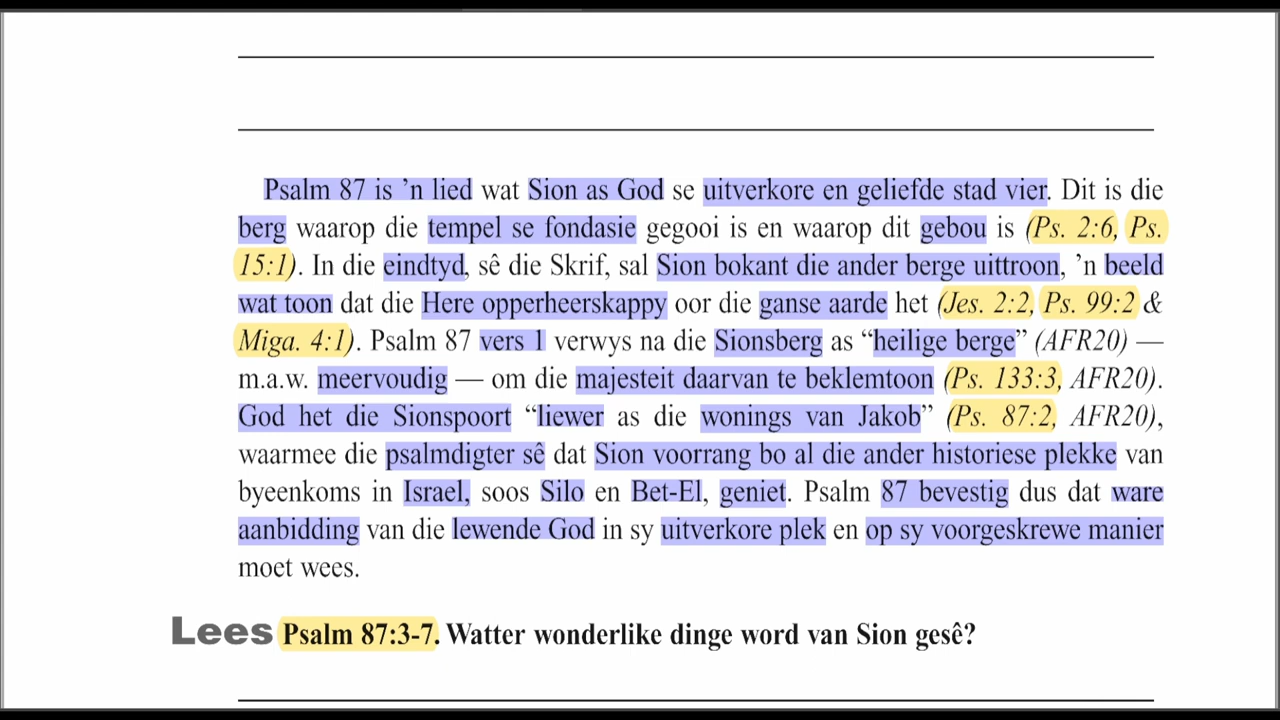 Psalm 87 is ’n lied wat Sion as God se uitverkore en geliefde stad vier. Dit is die
berg waarop die tempel se fondasie gegooi is en waarop dit gebou is (Ps. 2:6, Ps.
15:1). In die eindtyd, sê die Skrif, sal Sion bokant die ander berge uittroon, ’n beeld
wat toon dat die Here opperheerskappy oor die ganse aarde het (Jes. 2:2, Ps. 99:2 &
Miga. 4:1). Psalm 87 vers 1 verwys na die Sionsberg as “heilige berge” (AFR20) —
m.a.w. meervoudig — om die majesteit daarvan te beklemtoon (Ps. 133:3, AFR20).
God het die Sionspoort “liewer as die wonings van Jakob” (Ps. 87:2, AFR20),
waarmee die psalmdigter sê dat Sion voorrang bo al die ander historiese plekke van
byeenkoms in Israel, soos Silo en Bet-El, geniet. Psalm 87 bevestig dus dat ware
aanbidding van die lewende God in sy uitverkore plek en op sy voorgeskrewe manier
moet wees.
Lees Psalm 87:3-7. Watter wonderlike dinge word van Sion gesê?